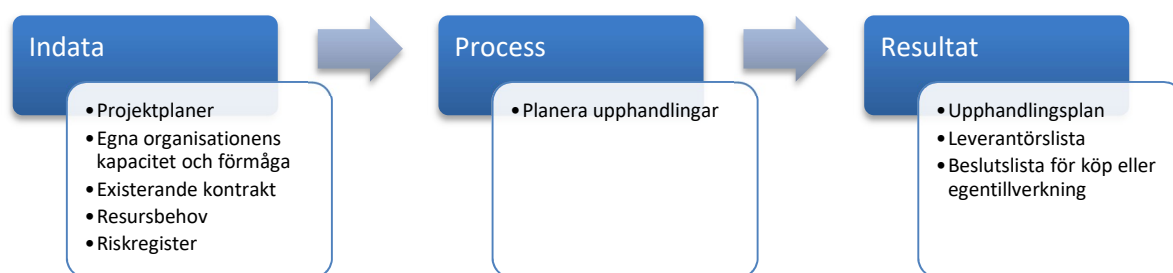 Indata
•Projektplaner
•Egna organisationens
kapacitet och förmåga
•Existerande kontrakt
•Resursbehov
•Riskregister
Process
•Planera upphandlingar
Resultat
•Upphandlingsplan
•Leverantörslista
•Beslutslista för köp eller
egentillverkning